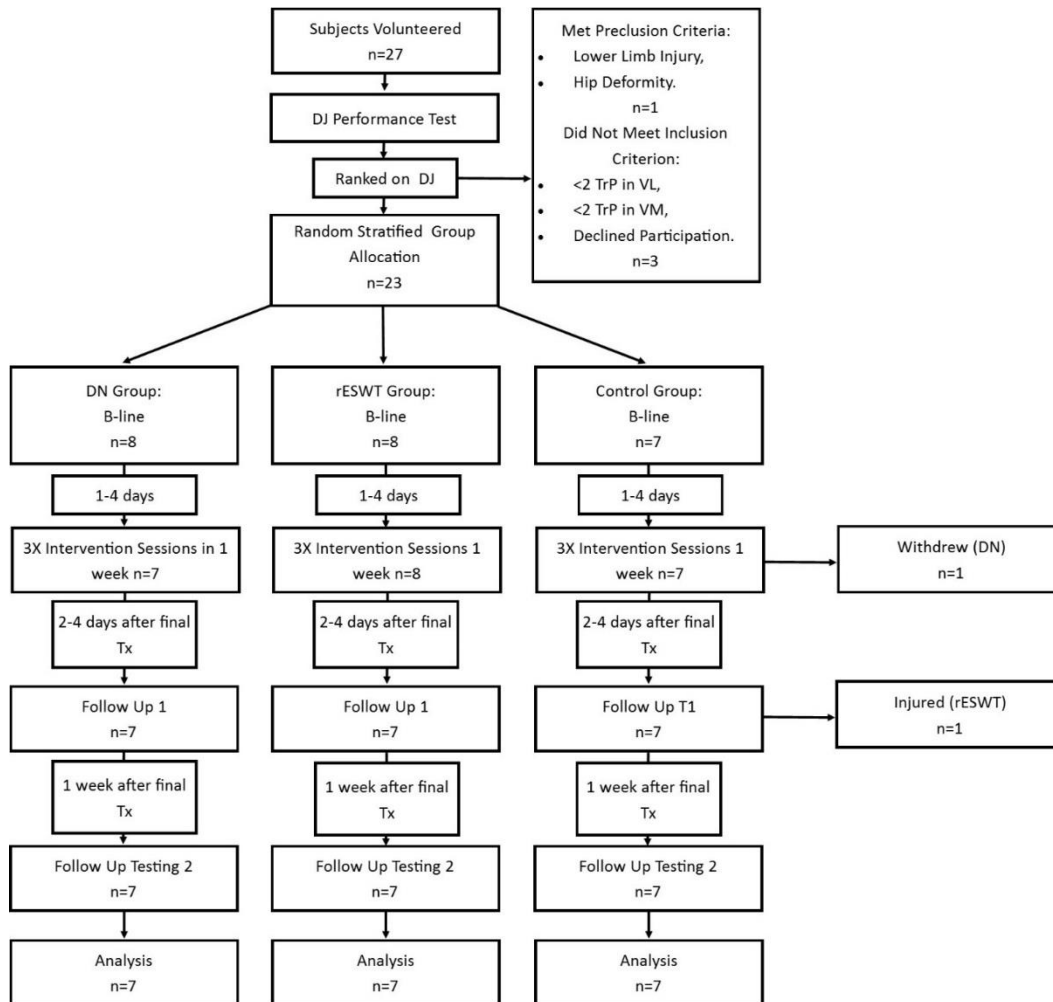 Subjects Volunteered
n=27
DJ Performance Test
Ranked on DJ
Random Stratified Group
Allocation
n=23
Met Preclusion Criteria:
• Lower Limb Injury,
• Hip Deformity.
n=1
Did Not Meet Inclusion
Criterion:
• <2 TrP in VL,
• <2 TrP in VM,
• Declined Participation.
n=3
DN Group:
B-line
n=8
rESWT Group:
B-line
n=8
Control Group:
B-line
n=7
1-4 days
1-4 days
1-4 days
3X Intervention Sessions in 1
week n=7
3X Intervention Sessions 1
week n=8
3X Intervention Sessions 1
week n=7
Withdrew (DN)
n=1
2-4 days after final
Tx
2-4 days after final
Tx
2-4 days after final
Tx
Follow Up 1
n=7
Follow Up 1
n=7
Follow Up T1
n=7
Injured (rESWT)
n=1
1 week after final
Tx
1 week after final
Tx
1 week after final
Tx
Follow Up Testing 2
n=7
Follow Up Testing 2
n=7
Follow Up Testing 2
n=7
Analysis
n=7
Analysis
n=7
Analysis
n=7